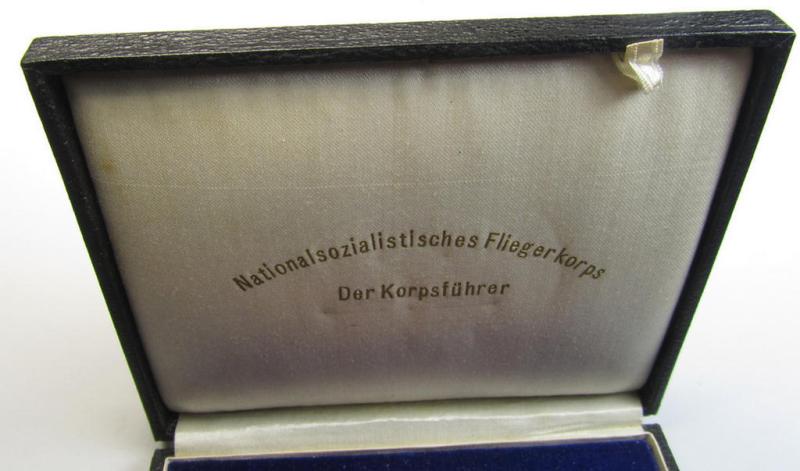 Nationalsozialistisches Fliegerkorps
Der Korpsführer